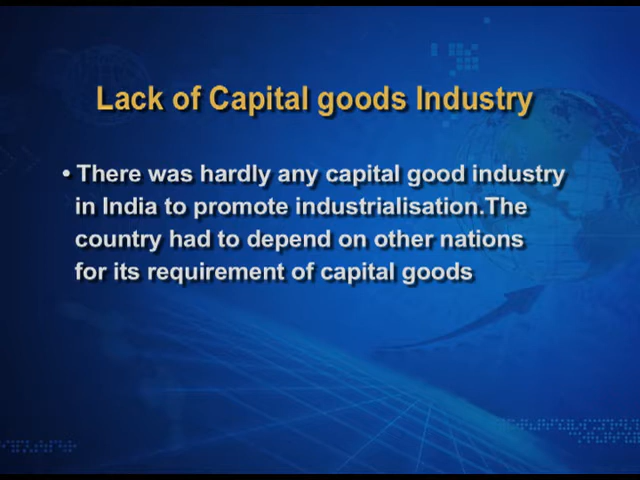 Lack of Capital goods Industry
• There was hardly any capital good industry
in India to promote industrialisation.The
country had to depend on other nations
for its requirement of capital goods